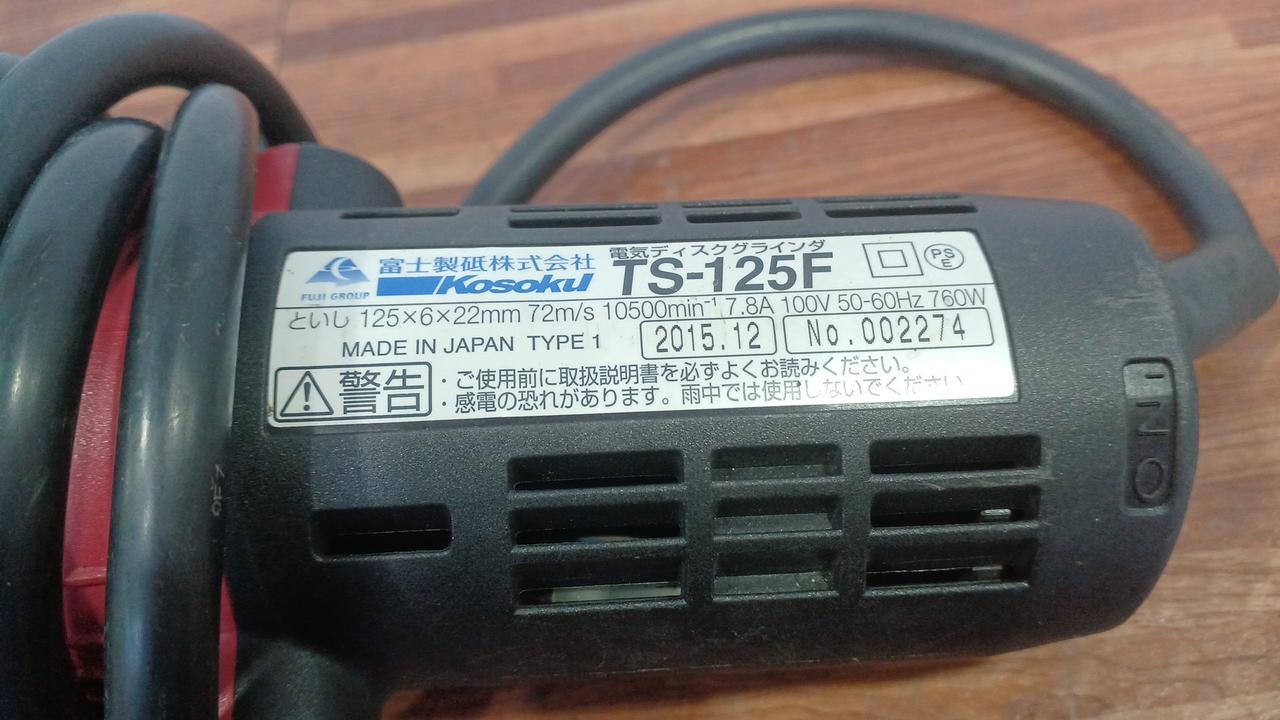 電気ディスクグラインダ
富士製砥株式会社
FUJI GROUP
Kosoku
TS-125F
PS
E
といし 125×6×22mm 72m/s 10500min⁻¹ 7.8A 100V 50-60Hz 760W
MADE IN JAPAN TYPE 1
2015.12
No.002274
警告
・ご使用前に取扱説明書を必ずよくお読みください。
・感電の恐れがあります。雨中では使用しないでください。